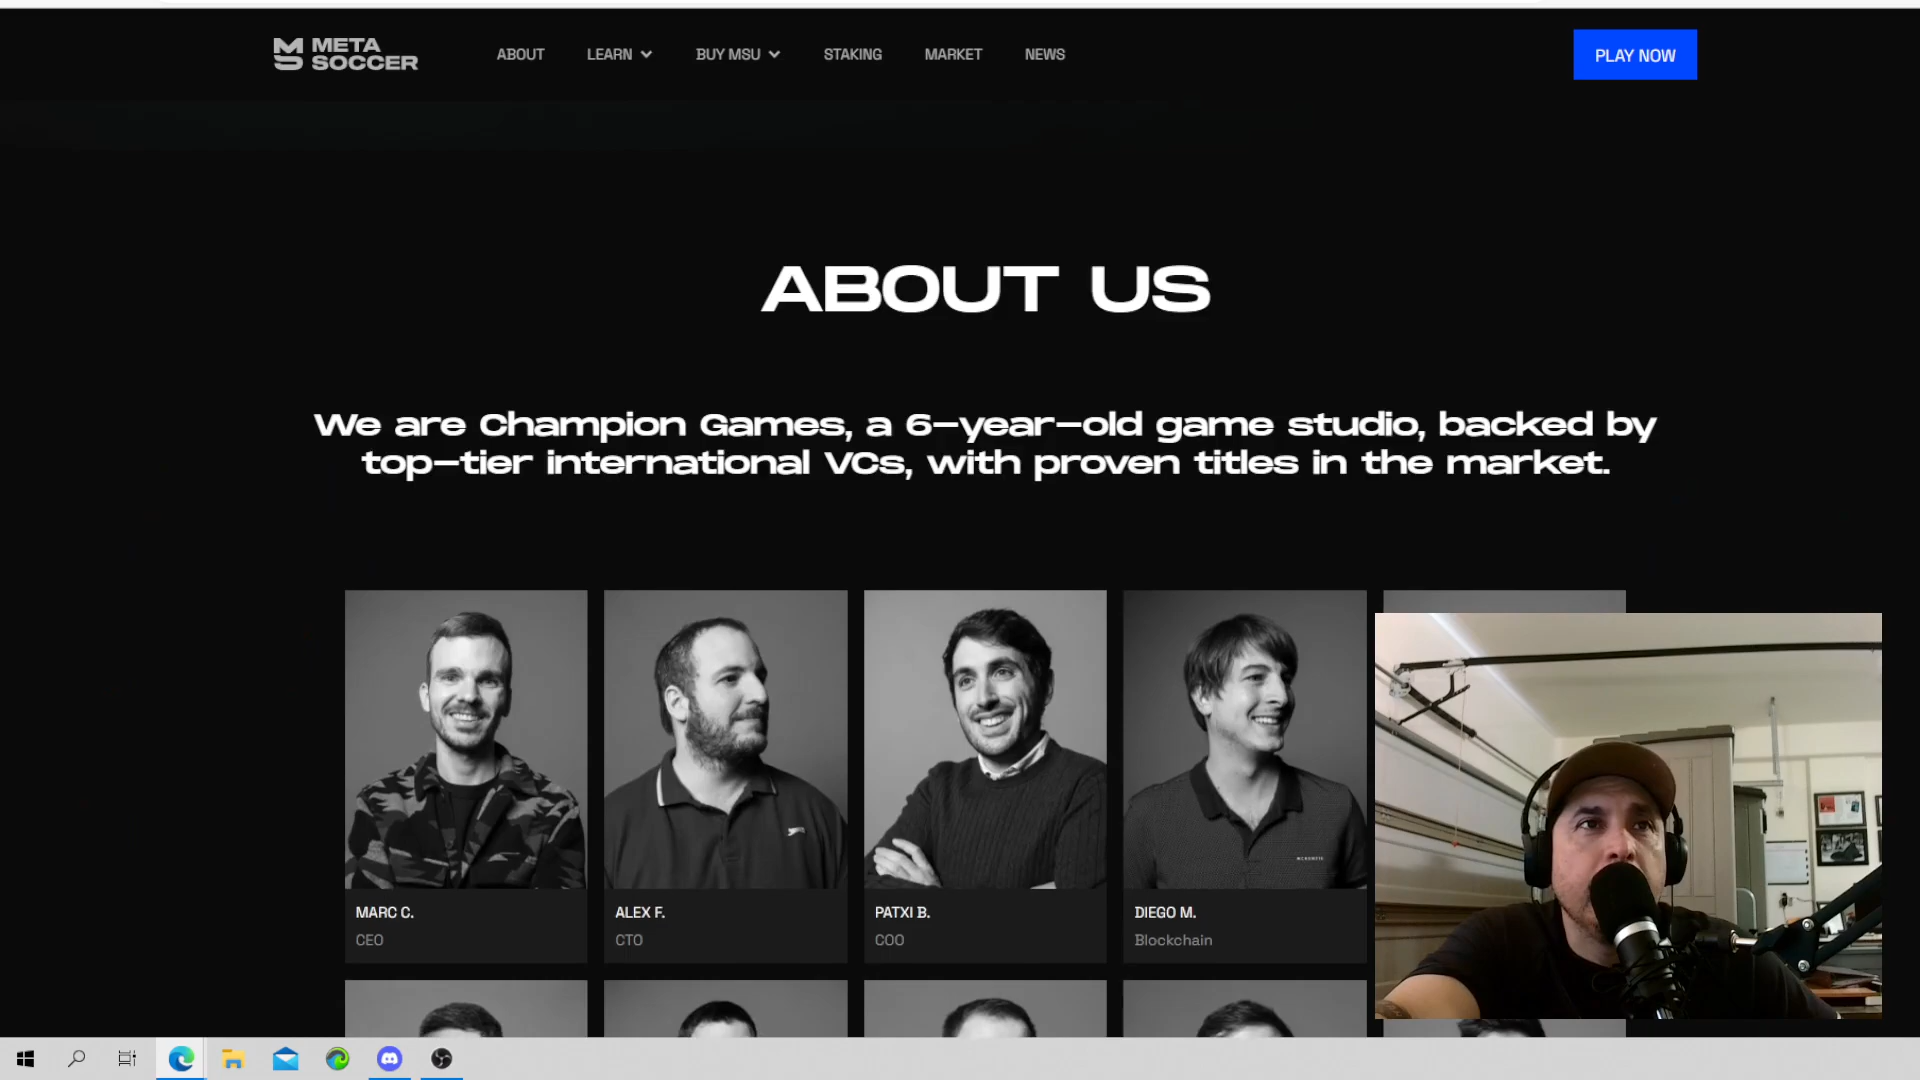 META
SOCCER
ABOUT
LEARN
BUY MSU
STAKING
MARKET
NEWS
PLAY NOW
ABOUT US
We are Champion Games, a 6-year-old game studio, backed by
top-tier international VCs, with proven titles in the market.
MARC C.
CEO
ALEX F.
CTO
PATXI B.
COO
DIEGO M.
Blockchain